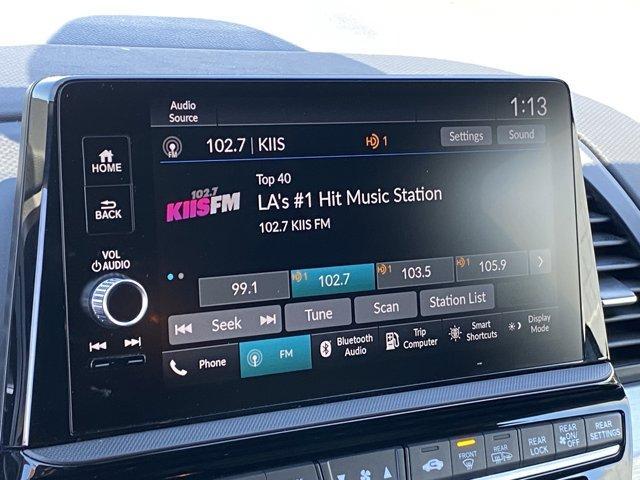 Audio
Source
1:13
FM
102.7 | KIIS
HD 1
Settings
Sound
HOME
BACK
VOL
AUDIO
102.7
KIISFM
Top 40
LA's #1 Hit Music Station
102.7 KIIS FM
99.1
HD 1 102.7
HD 1 103.5
HD 1 105.9
Seek
Tune
Scan
Station List
Phone
FM
Bluetooth
Audio
Trip
Computer
Smart
Shortcuts
Display
Mode
FRONT
REAR
REAR
LOCK
REAR
ON/
OFF
REAR
SETTINGS